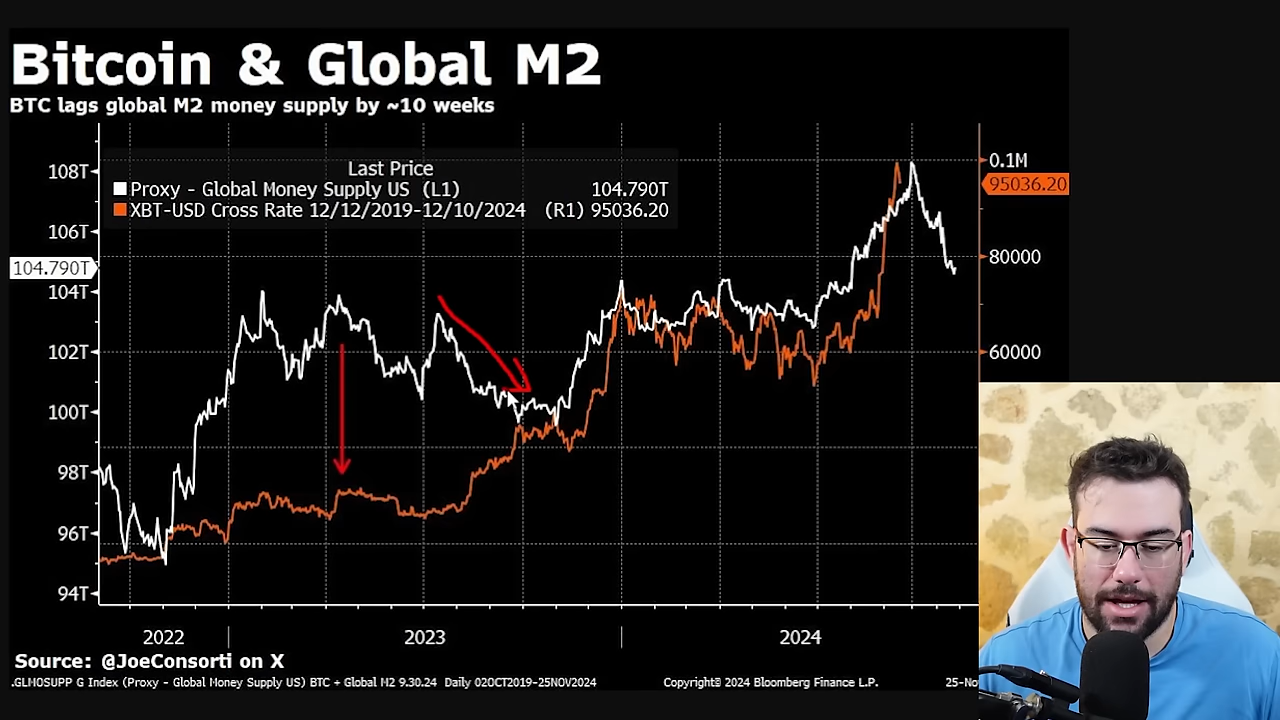 Bitcoin & Global M2
BTC lags global M2 money supply by ~10 weeks
Last Price
Proxy - Global Money Supply US (L1) 104.790T
XBT-USD Cross Rate 12/12/2019-12/10/2024 (R1) 95036.20
108T
106T
104.790T
104T
102T
100T
98T
96T
94T
0.1M
95036.20
80000
60000
2022
2023
2024
Source: @JoeConsorti on X
.GLMOSUPP G Index (Proxy - Global Money Supply US) BTC + Global M2 9.30.24 Daily 02OCT2019-25NOV2024 Copyright© 2024 Bloomberg Finance L.P. 25-No